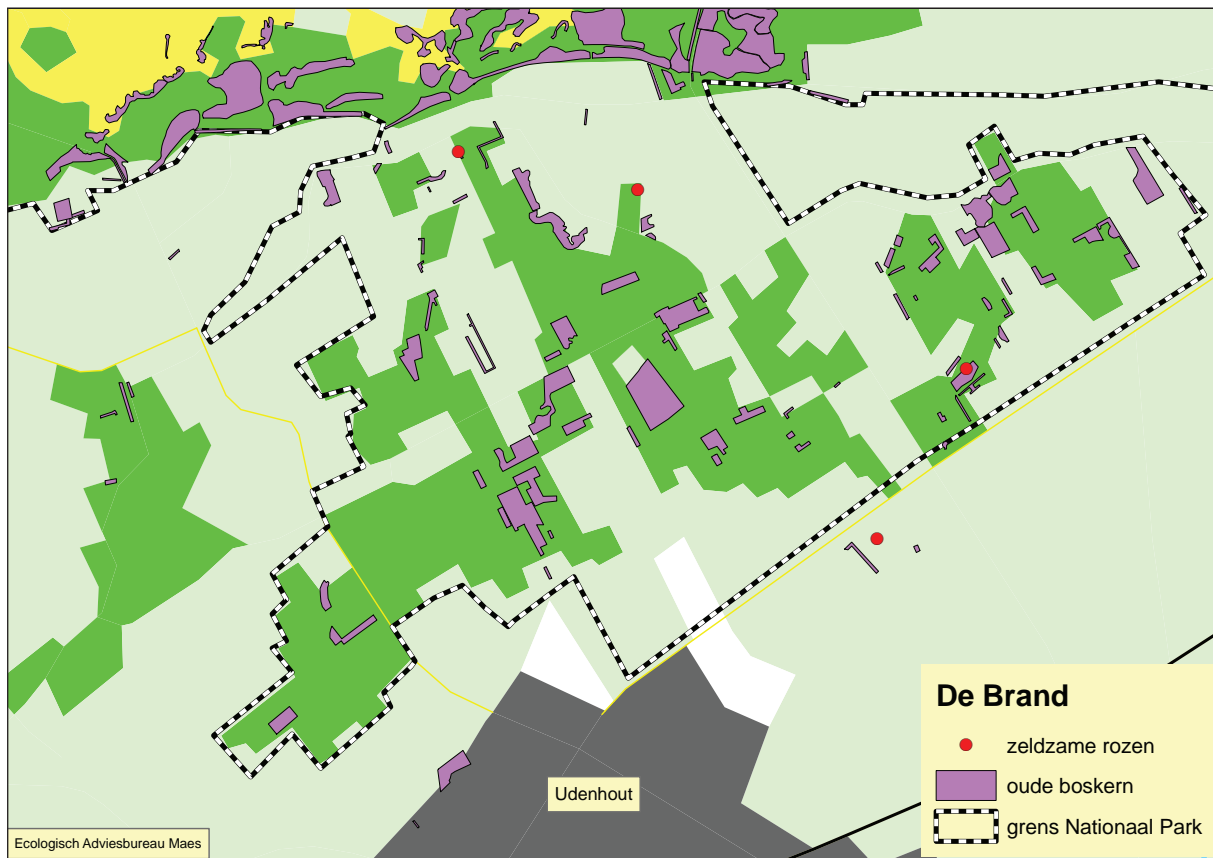 De Brand
zeldzame rozen
oude boskern
grens Nationaal Park
Udenhout
Ecologisch Adviesbureau Maes